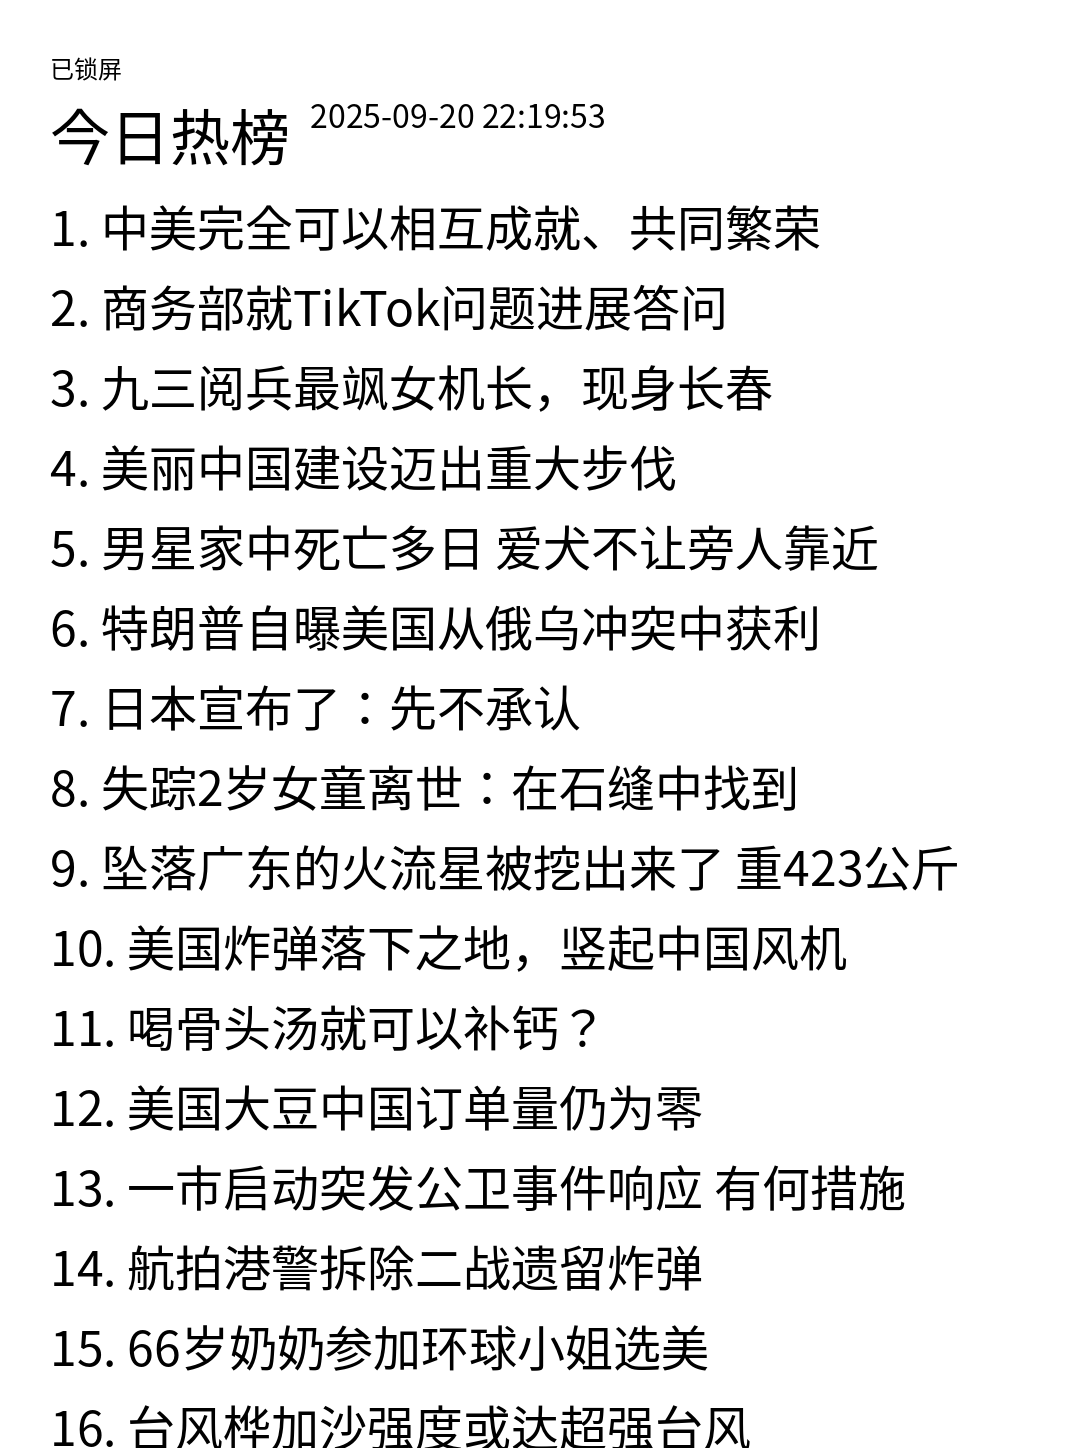 已锁屏
今日热榜 2025-09-20 22:19:53
1. 中美完全可以相互成就、共同繁荣
2. 商务部就TikTok问题进展答问
3. 九三阅兵最飒女机长，现身长春
4. 美丽中国建设迈出重大步伐
5. 男星家中死亡多日 爱犬不让旁人靠近
6. 特朗普自曝美国从俄乌冲突中获利
7. 日本宣布了：先不承认
8. 失踪2岁女童离世：在石缝中找到
9. 坠落广东的火流星被挖出来了 重423公斤
10. 美国炸弹落下之地，竖起中国风机
11. 喝骨头汤就可以补钙？
12. 美国大豆中国订单量仍为零
13. 一市启动突发公卫事件响应 有何措施
14. 航拍港警拆除二战遗留炸弹
15. 66岁奶奶参加环球小姐选美
16. 台风桦加沙强度或达超强台风